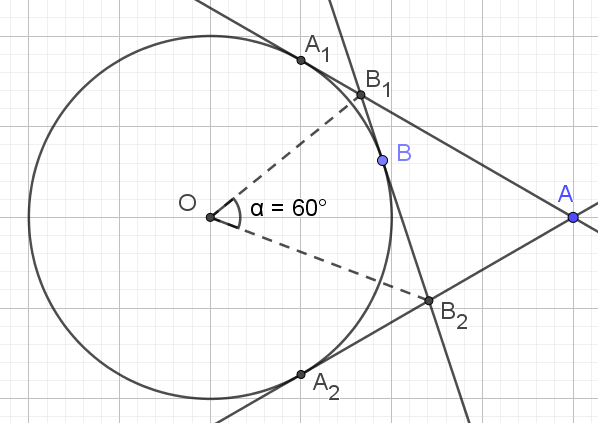 A₁
B₁
B
A
O
α = 60°
B₂
A₂